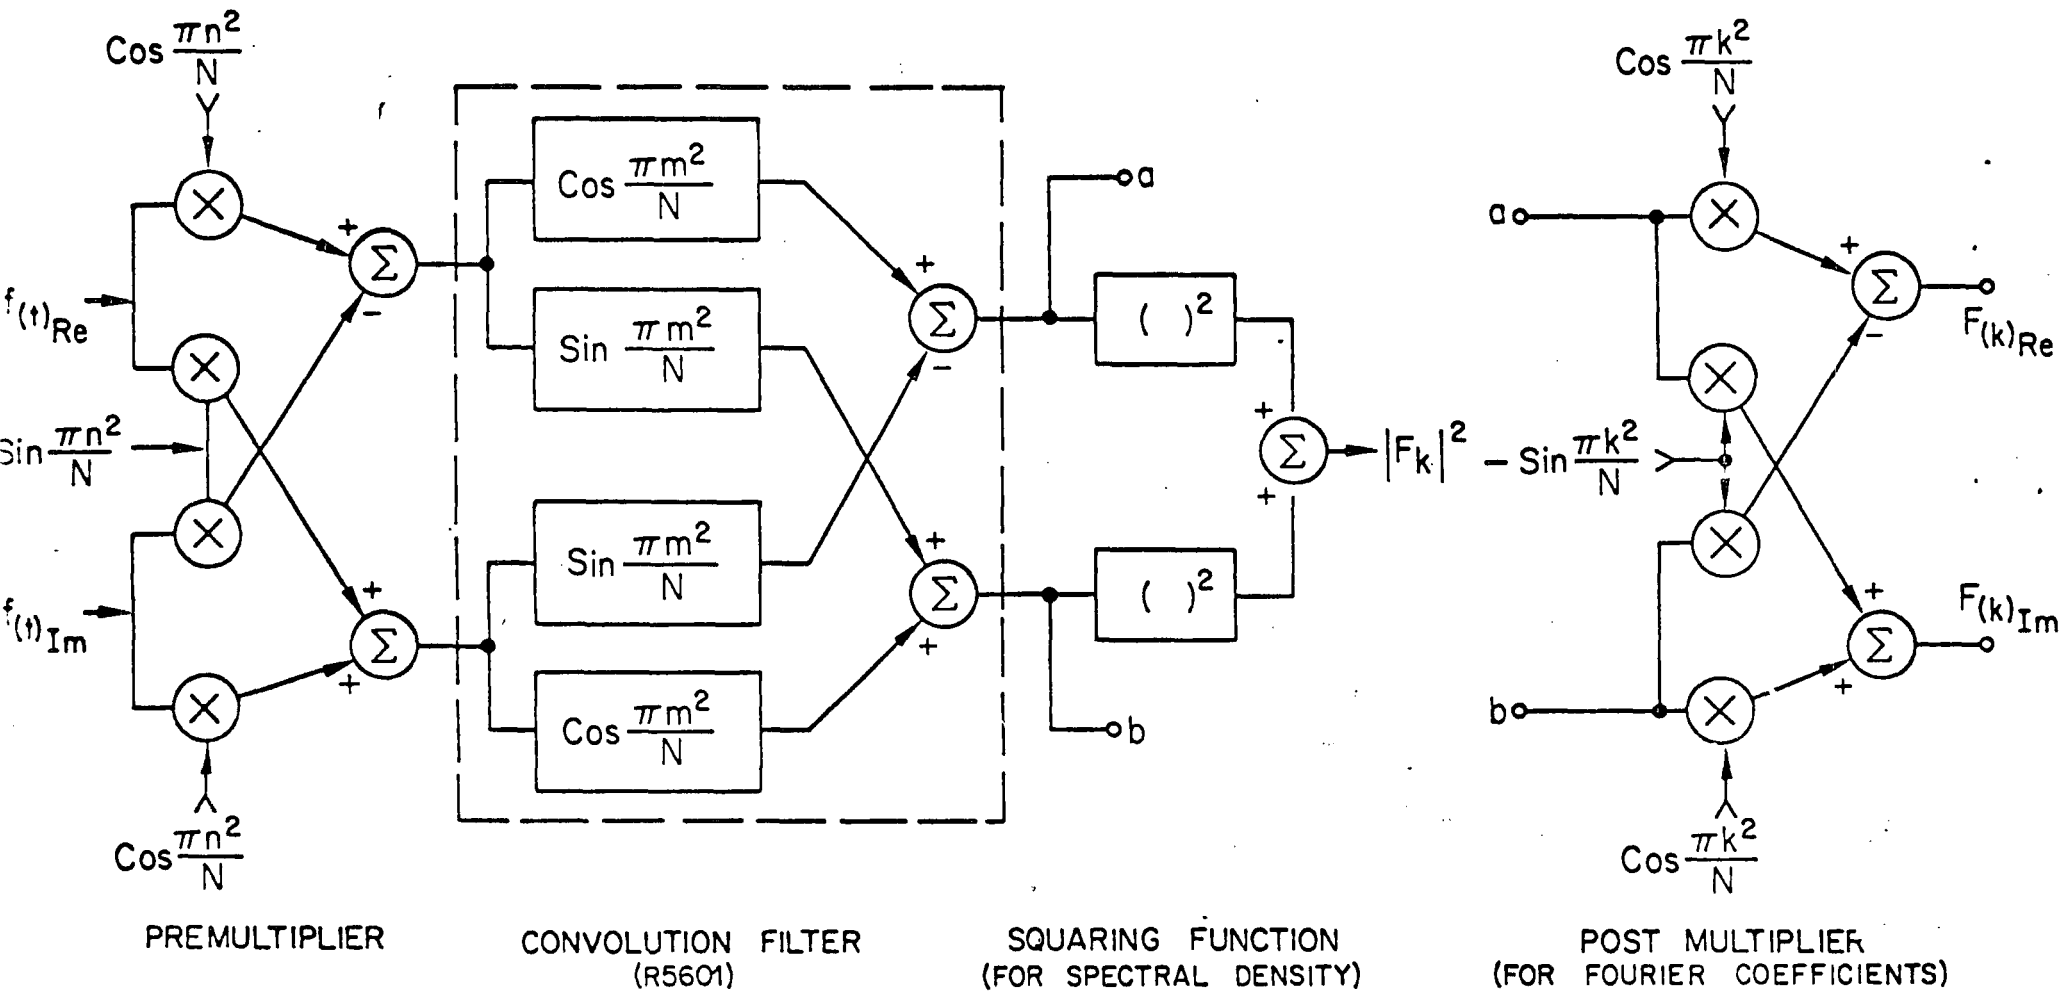 Cos πn²/N
f(t)Re
Sin πn²/N
f(t)Im
Cos πn²/N
×
×
×
×
+
Σ
-
+
Σ
+
Cos πm²/N
Sin πm²/N
Sin πm²/N
Cos πm²/N
+
Σ
-
+
Σ
+
a
( )²
+
Σ
+
|Fk|²
( )²
b
Cos πk²/N
a
×
×
- Sin πk²/N
×
b
×
Cos πk²/N
+
Σ
-
F(k)Re
+
Σ
+
F(k)Im
PREMULTIPLIER
CONVOLUTION FILTER
(R5601)
SQUARING FUNCTION
(FOR SPECTRAL DENSITY)
POST MULTIPLIER
(FOR FOURIER COEFFICIENTS)